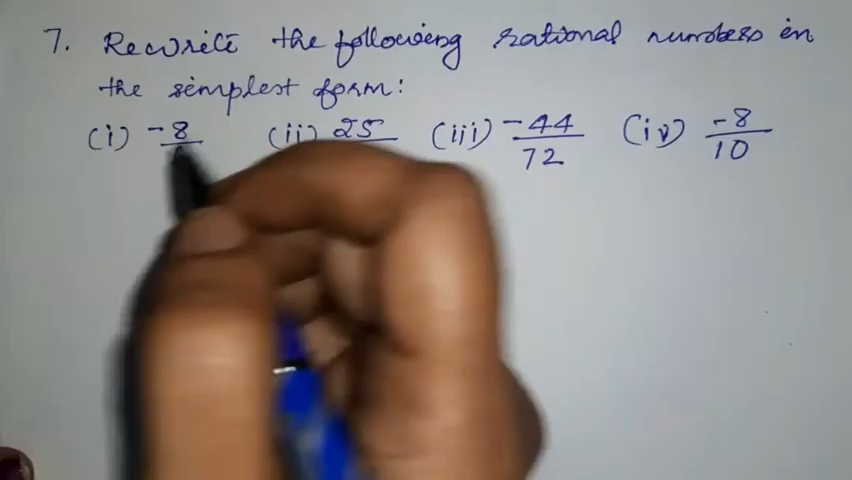 7. Rewrite the following rational numbers in
the simplest form:
(i) -8 (ii) 25 (iii) -44 (iv) -8
72 10